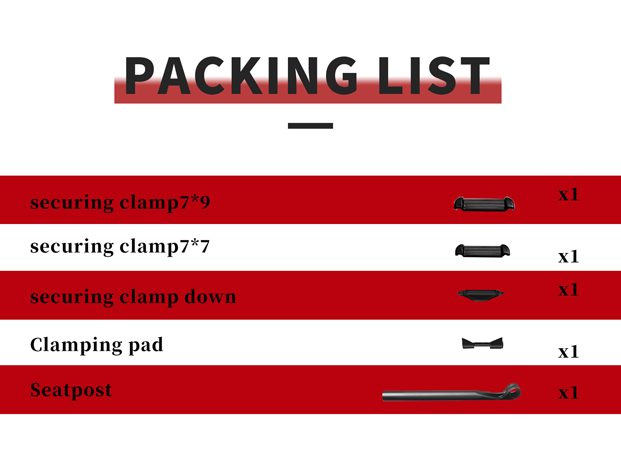 PACKING LIST
securing clamp7*9 x1
securing clamp7*7 x1
securing clamp down x1
Clamping pad x1
Seatpost x1